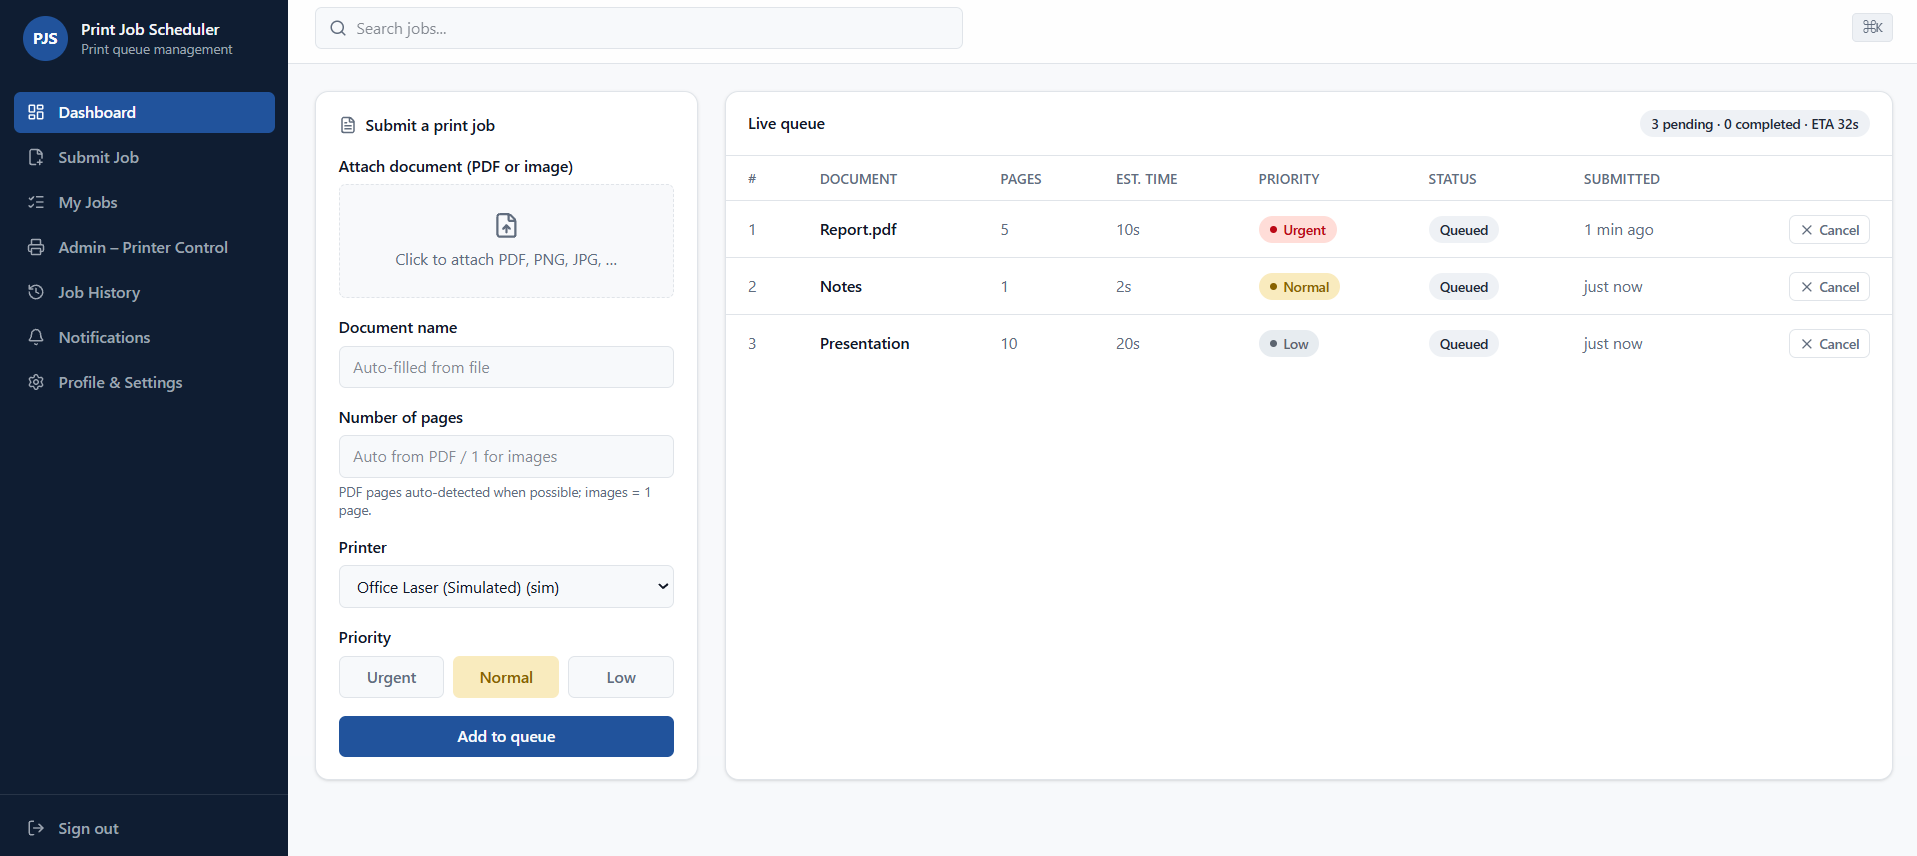 PJS
Print Job Scheduler
Print queue management
Dashboard
Submit Job
My Jobs
Admin – Printer Control
Job History
Notifications
Profile & Settings
Sign out
Search jobs...
⌘K
Submit a print job
Attach document (PDF or image)
Click to attach PDF, PNG, JPG, ...
Document name
Auto-filled from file
Number of pages
Auto from PDF / 1 for images
PDF pages auto-detected when possible; images = 1
page.
Printer
Office Laser (Simulated) (sim)
Priority
Urgent Normal Low
Add to queue
Live queue 3 pending · 0 completed · ETA 32s
# DOCUMENT PAGES EST. TIME PRIORITY STATUS SUBMITTED
1 Report.pdf 5 10s Urgent Queued 1 min ago Cancel
2 Notes 1 2s Normal Queued just now Cancel
3 Presentation 10 20s Low Queued just now Cancel